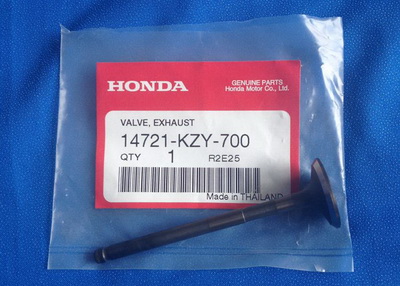 HONDA
GENUINE PARTS
Honda Motor Co., Ltd.
VALVE, EXHAUST
14721-KZY-700
QTY 1 R2E25
Made in THAILAND